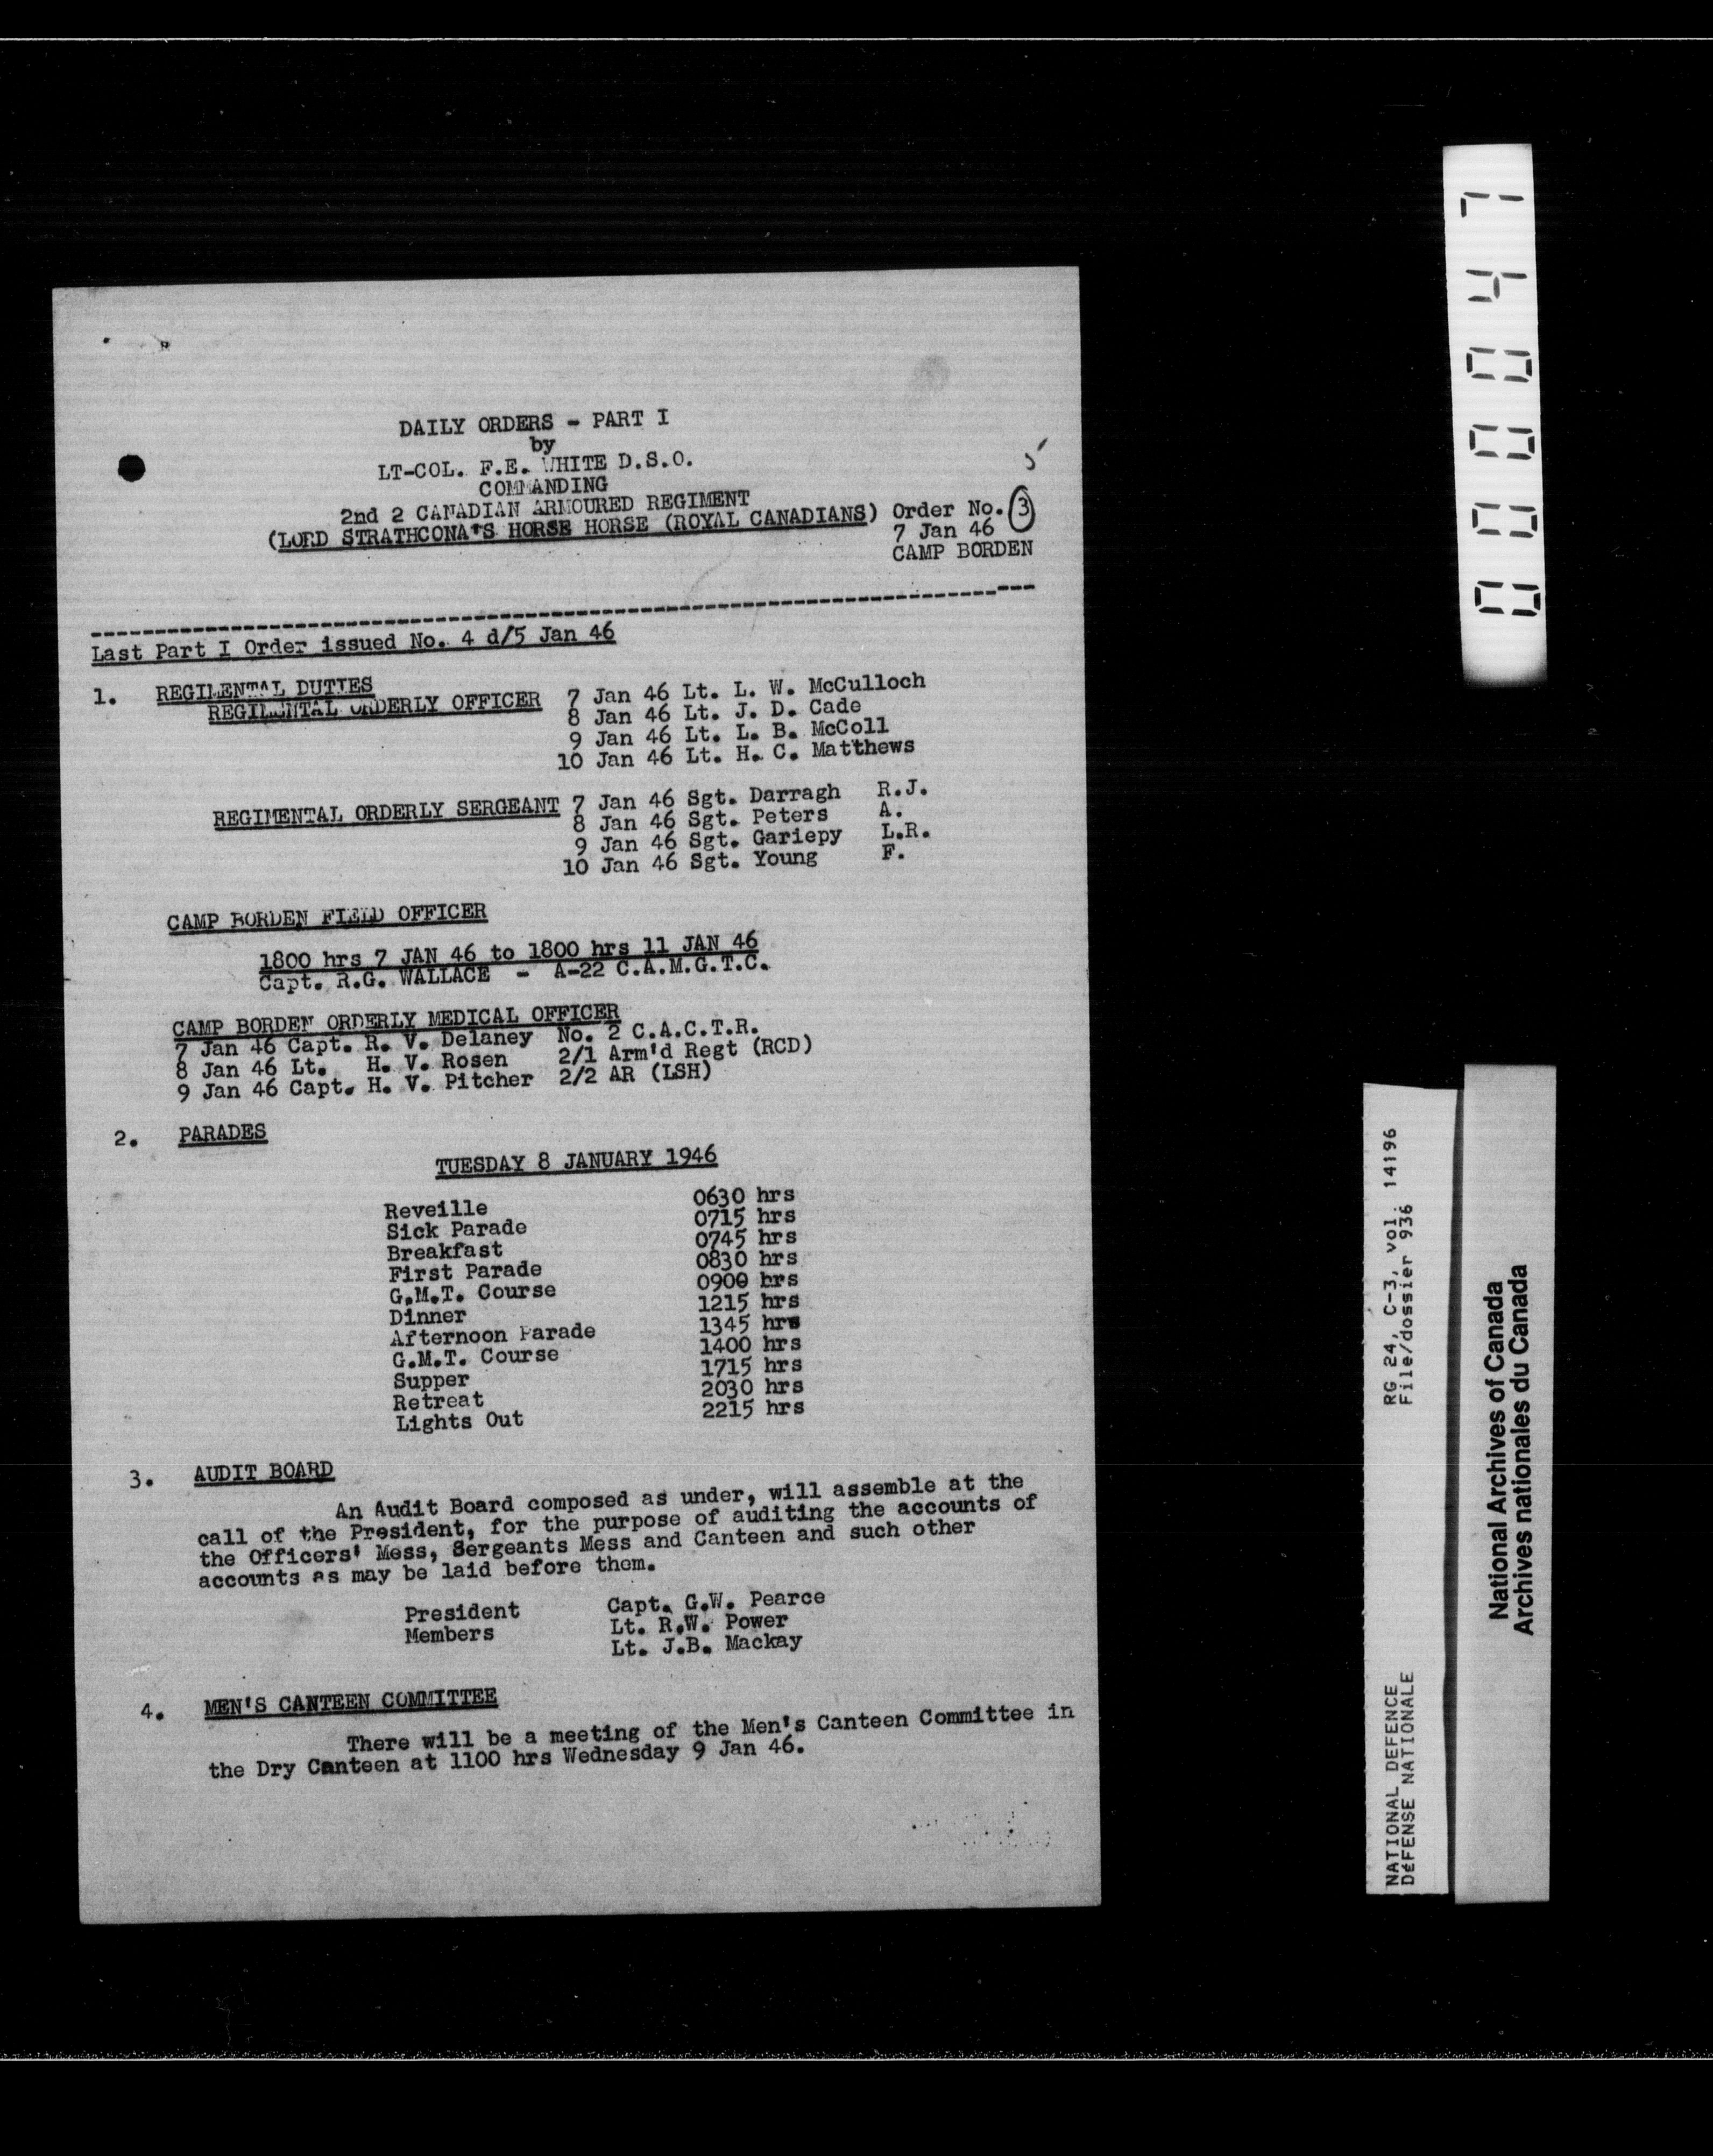 DAILY ORDERS - PART I
by
LT-COL. F.E. WHITE D.S.O.
COMMANDING
2nd 2 CANADIAN ARMOURED REGIMENT
(LORD STRATHCONA'S HORSE HORSE (ROYAL CANADIANS)
5
Order No. 3
7 Jan 46
CAMP BORDEN
Last Part I Order issued No. 4 d/5 Jan 46
1. REGIMENTAL DUTIES
REGIMENTAL ORDERLY OFFICER 7 Jan 46 Lt. L. W. McCulloch
8 Jan 46 Lt. J. D. Cade
9 Jan 46 Lt. L. B. McColl
10 Jan 46 Lt. H. C. Matthews
REGIMENTAL ORDERLY SERGEANT 7 Jan 46 Sgt. Darragh R.J.
8 Jan 46 Sgt. Peters A.
9 Jan 46 Sgt. Gariepy L.R.
10 Jan 46 Sgt. Young F.
CAMP BORDEN FIELD OFFICER
1800 hrs 7 JAN 46 to 1800 hrs 11 JAN 46
Capt. R.G. WALLACE - A-22 C.A.M.G.T.C.
CAMP BORDEN ORDERLY MEDICAL OFFICER
7 Jan 46 Capt. R. V. Delaney No. 2 C.A.C.T.R.
8 Jan 46 Lt. H. V. Rosen 2/1 Arm'd Regt (RCD)
9 Jan 46 Capt. H. V. Pitcher 2/2 AR (LSH)
2. PARADES
TUESDAY 8 JANUARY 1946
Reveille 0630 hrs
Sick Parade 0715 hrs
Breakfast 0745 hrs
First Parade 0830 hrs
G.M.T. Course 0900 hrs
Dinner 1215 hrs
Afternoon Parade 1345 hrs
G.M.T. Course 1400 hrs
Supper 1715 hrs
Retreat 2030 hrs
Lights Out 2215 hrs
3. AUDIT BOARD
An Audit Board composed as under, will assemble at the
call of the President, for the purpose of auditing the accounts of
the Officers' Mess, Sergeants Mess and Canteen and such other
accounts as may be laid before them.
President Capt. G.W. Pearce
Members Lt. R.W. Power
Lt. J.B. Mackay
4. MEN'S CANTEEN COMMITTEE
There will be a meeting of the Men's Canteen Committee in
the Dry Canteen at 1100 hrs Wednesday 9 Jan 46.
000047
NATIONAL DEFENCE RG 24, C-3, vol. 14196
DéFENSE NATIONALE File/dossier 936
National Archives of Canada
Archives nationales du Canada